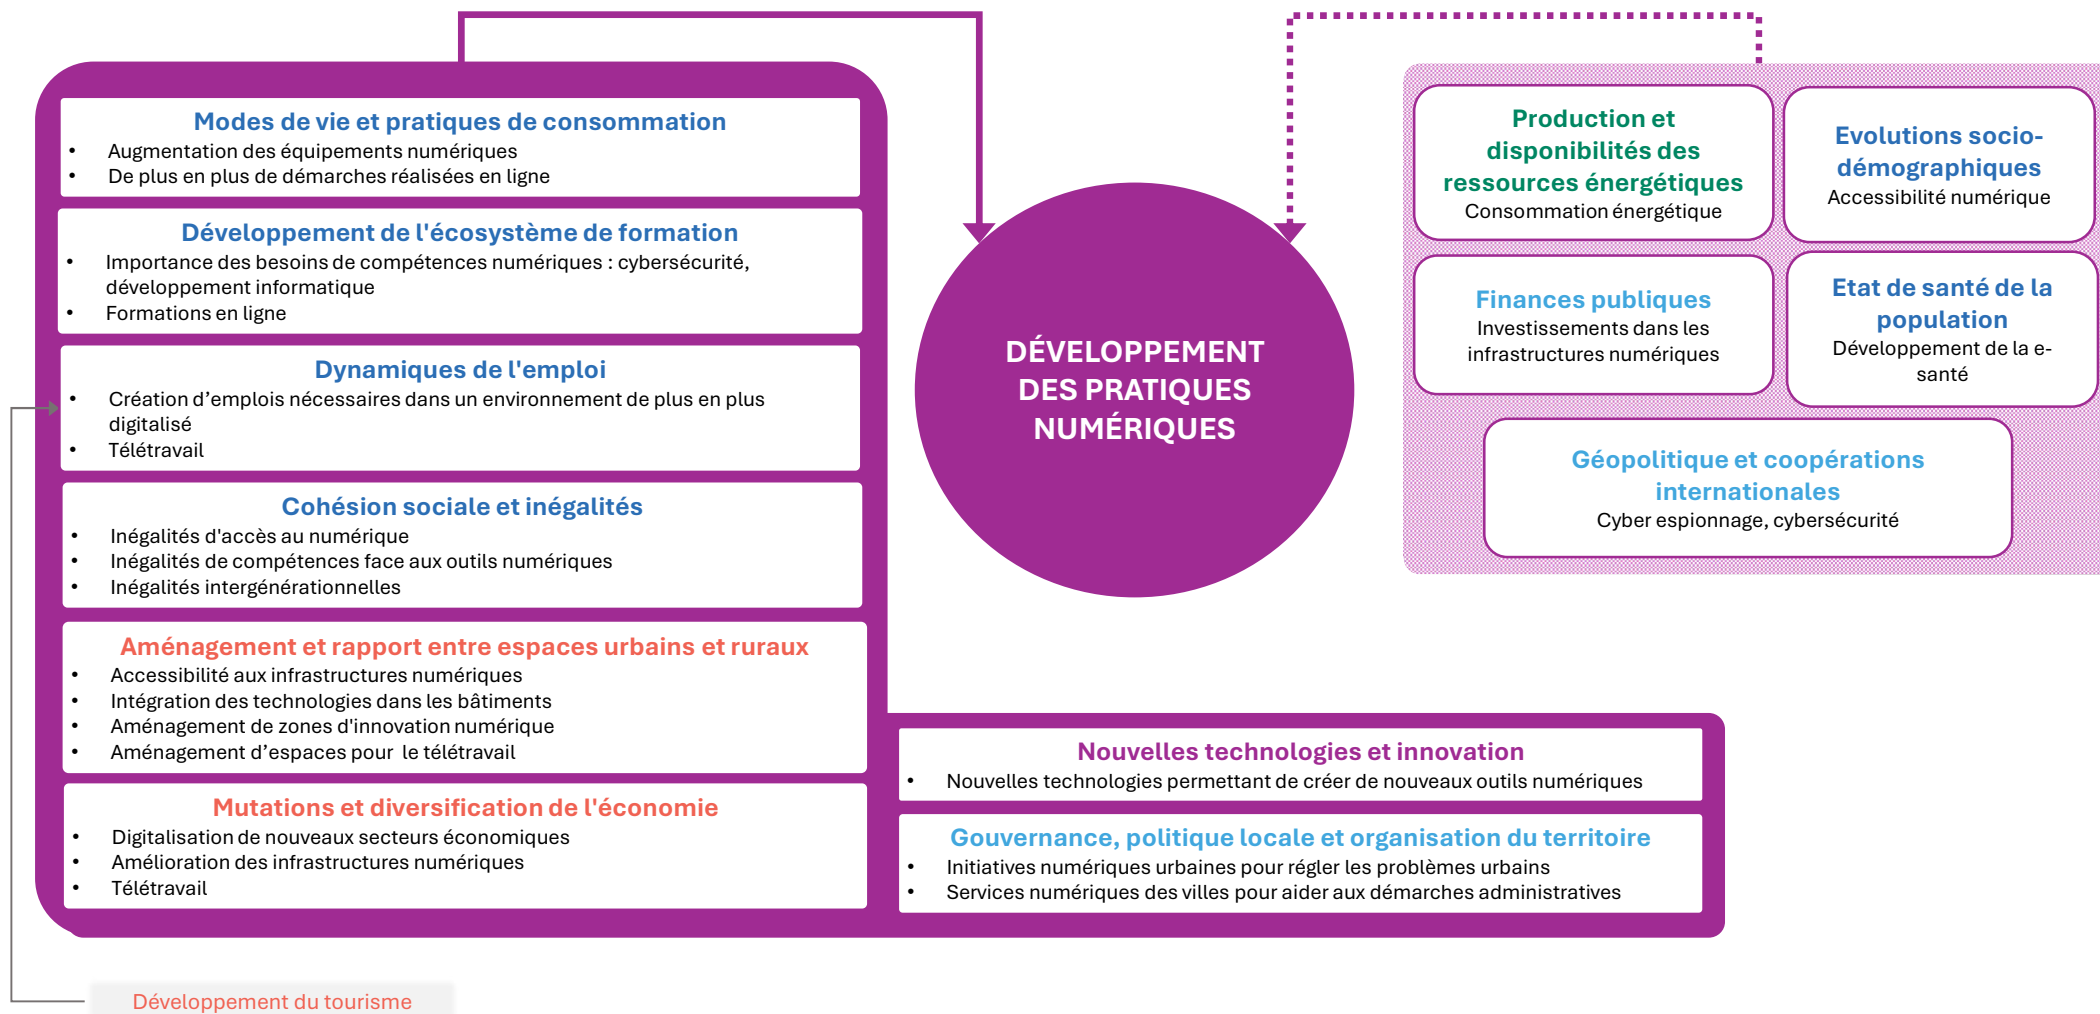 Modes de vie et pratiques de consommation
• Augmentation des équipements numériques
• De plus en plus de démarches réalisées en ligne
Développement de l'écosystème de formation
• Importance des besoins de compétences numériques : cybersécurité,
développement informatique
• Formations en ligne
Dynamiques de l'emploi
• Création d’emplois nécessaires dans un environnement de plus en plus
digitalisé
• Télétravail
Cohésion sociale et inégalités
• Inégalités d'accès au numérique
• Inégalités de compétences face aux outils numériques
• Inégalités intergénérationnelles
Aménagement et rapport entre espaces urbains et ruraux
• Accessibilité aux infrastructures numériques
• Intégration des technologies dans les bâtiments
• Aménagement de zones d'innovation numérique
• Aménagement d’espaces pour le télétravail
Mutations et diversification de l'économie
• Digitalisation de nouveaux secteurs économiques
• Amélioration des infrastructures numériques
• Télétravail
Nouvelles technologies et innovation
• Nouvelles technologies permettant de créer de nouveaux outils numériques
Gouvernance, politique locale et organisation du territoire
• Initiatives numériques urbaines pour régler les problèmes urbains
• Services numériques des villes pour aider aux démarches administratives
DÉVELOPPEMENT
DES PRATIQUES
NUMÉRIQUES
Production et
disponibilités des
ressources énergétiques
Consommation énergétique
Evolutions socio-
démographiques
Accessibilité numérique
Finances publiques
Investissements dans les
infrastructures numériques
Etat de santé de la
population
Développement de la e-
santé
Géopolitique et coopérations
internationales
Cyber espionnage, cybersécurité
Développement du tourisme